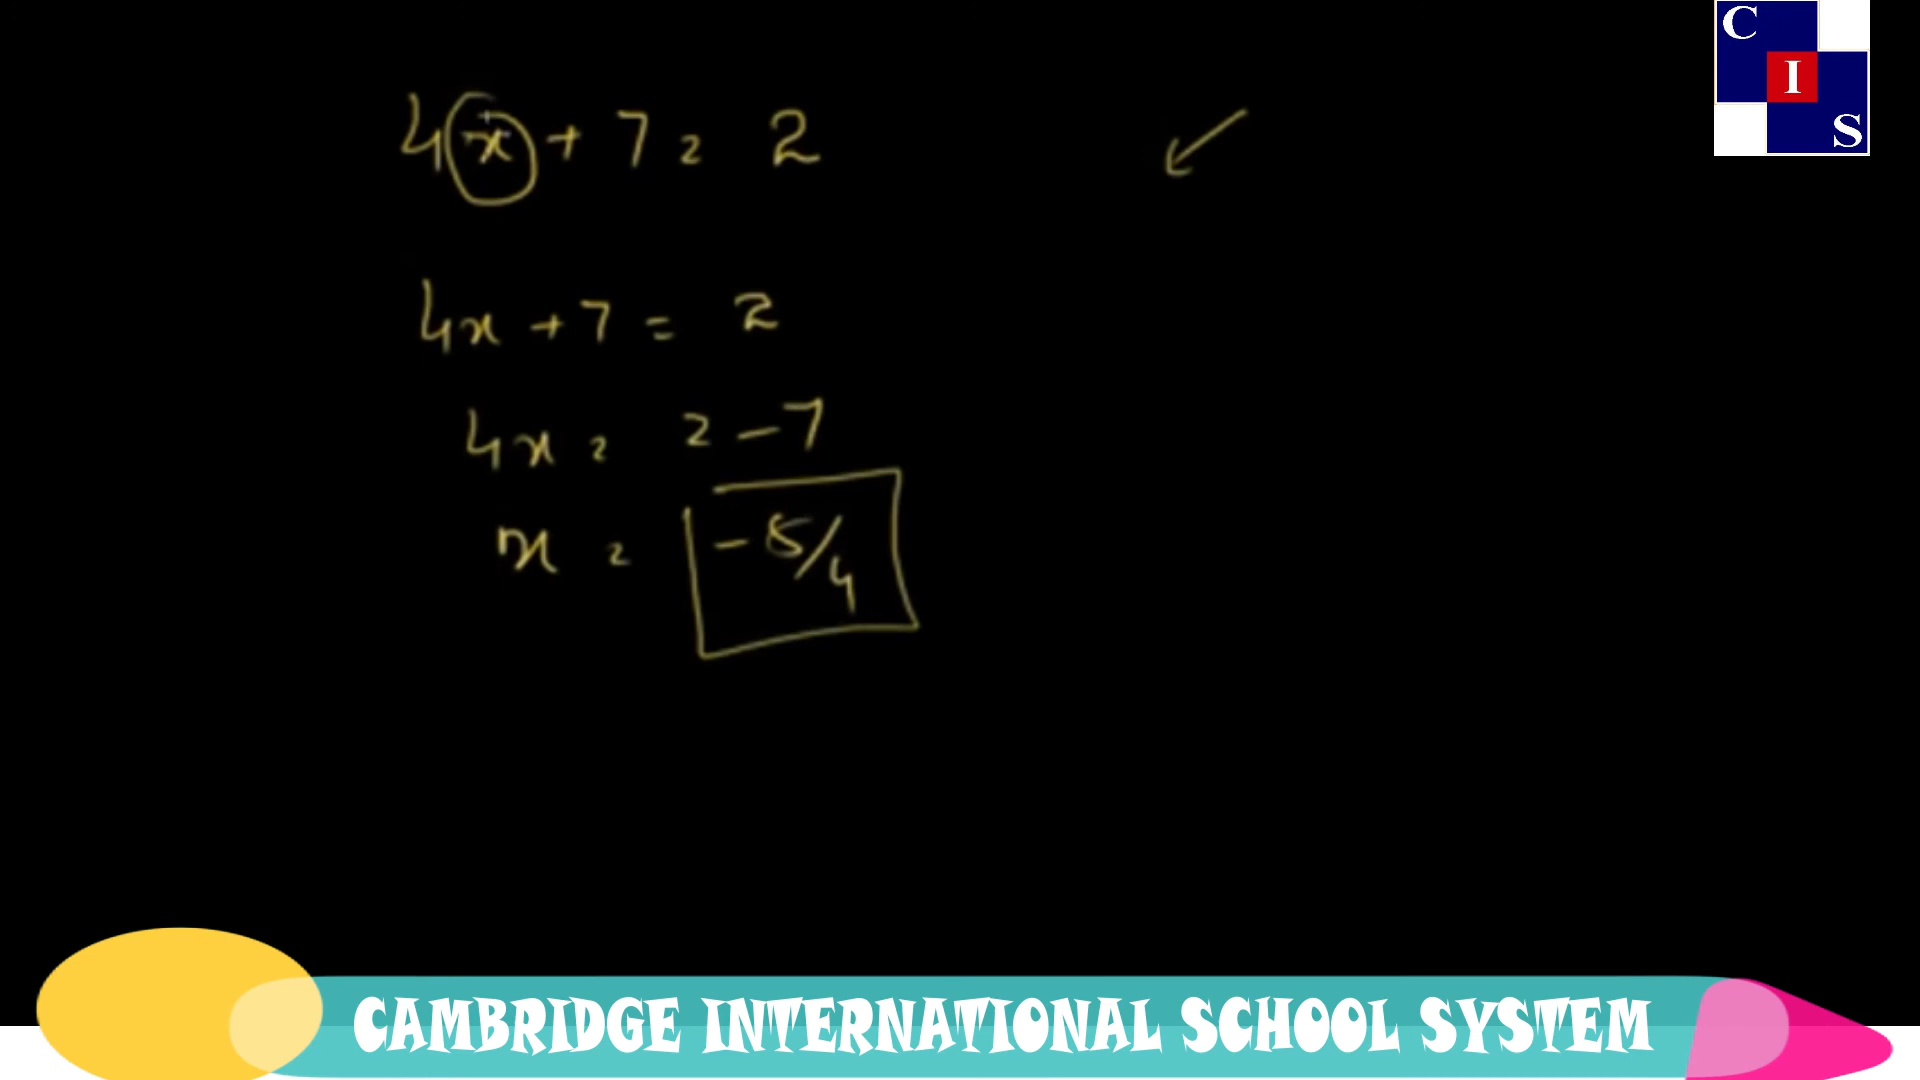 4x + 7 = 2
4x + 7 = 2
4x = 2 - 7
x = -5/4
C
I
S
CAMBRIDGE INTERNATIONAL SCHOOL SYSTEM